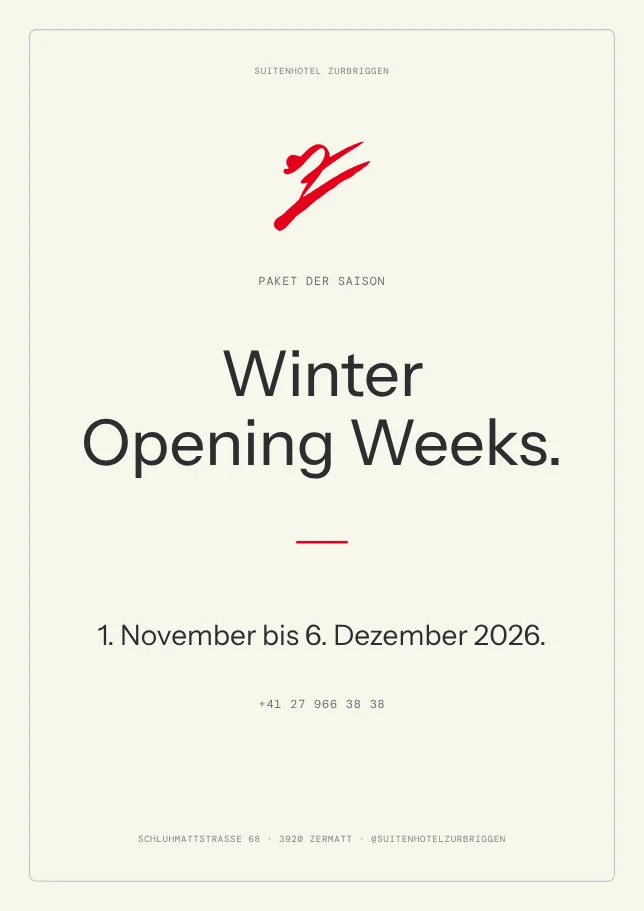 SUITENHOTEL ZURBRIGGEN
PAKET DER SAISON
Winter
Opening Weeks.
1. November bis 6. Dezember 2026.
+41 27 966 38 38
SCHLUHMATTSTRASSE 68 · 3920 ZERMATT · @SUITENHOTELZURBRIGGEN